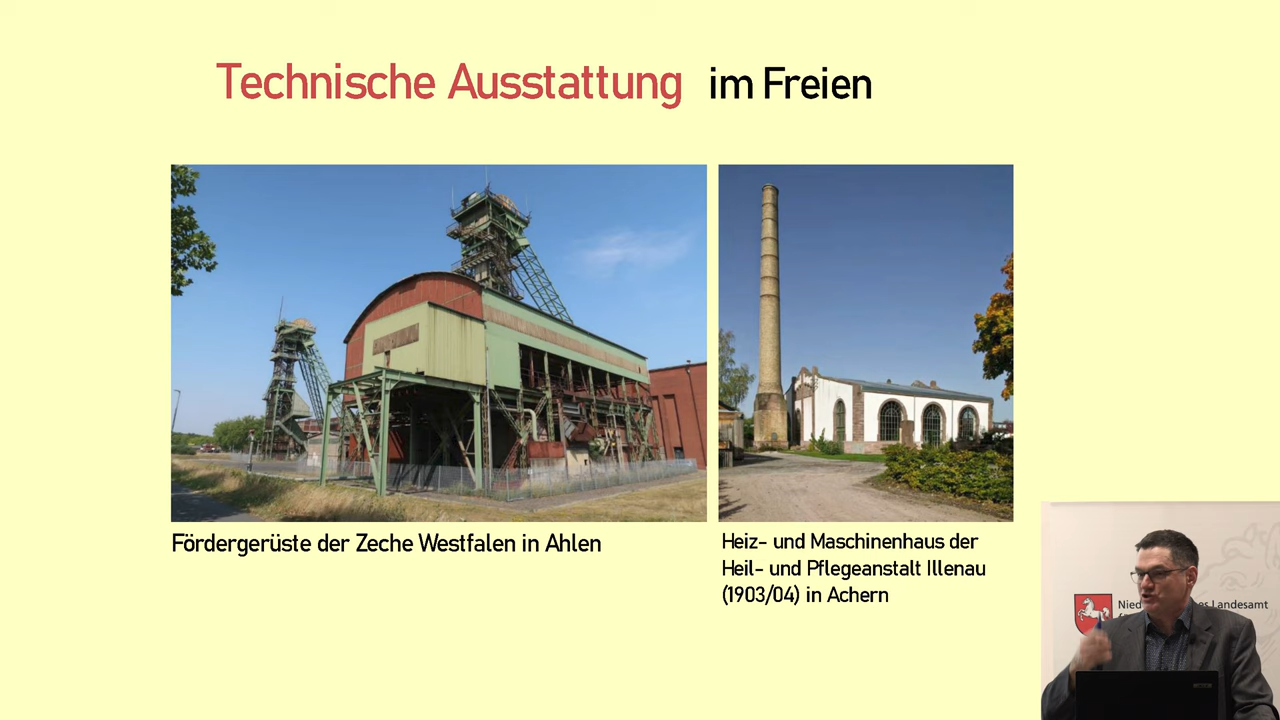 Technische Ausstattung im Freien
Fördergerüste der Zeche Westfalen in Ahlen
Heiz- und Maschinenhaus der
Heil- und Pflegeanstalt Illenau
(1903/04) in Achern
Landesamt